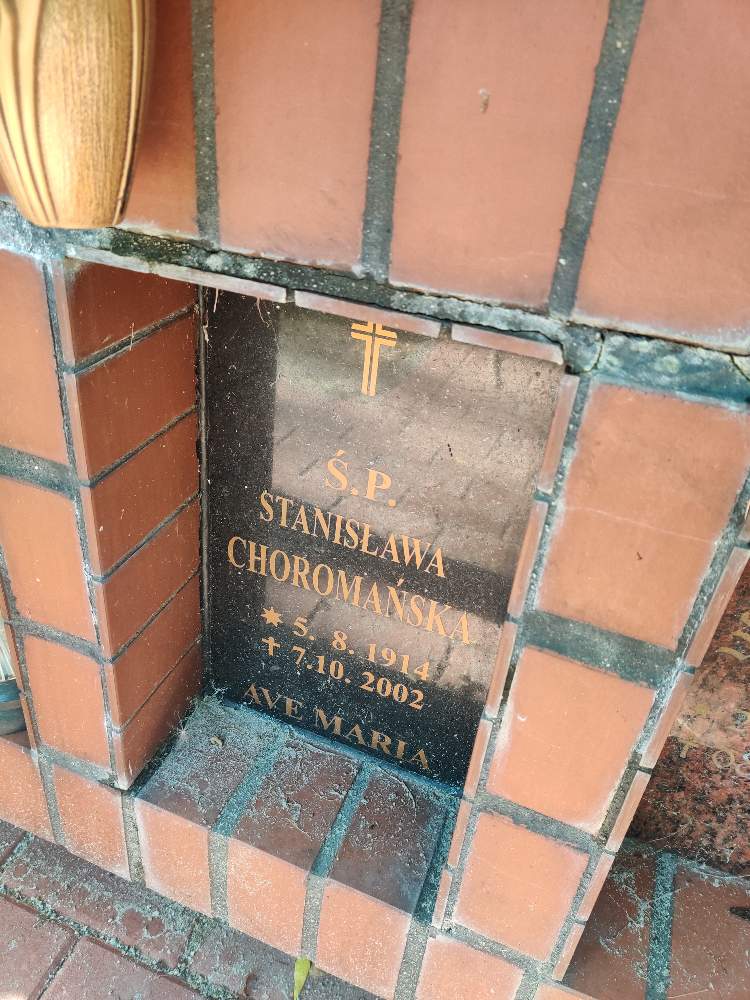 Ś.P.
STANISŁAWA
CHOROMAŃSKA
5. 8. 1914
7.10. 2002
AVE MARIA